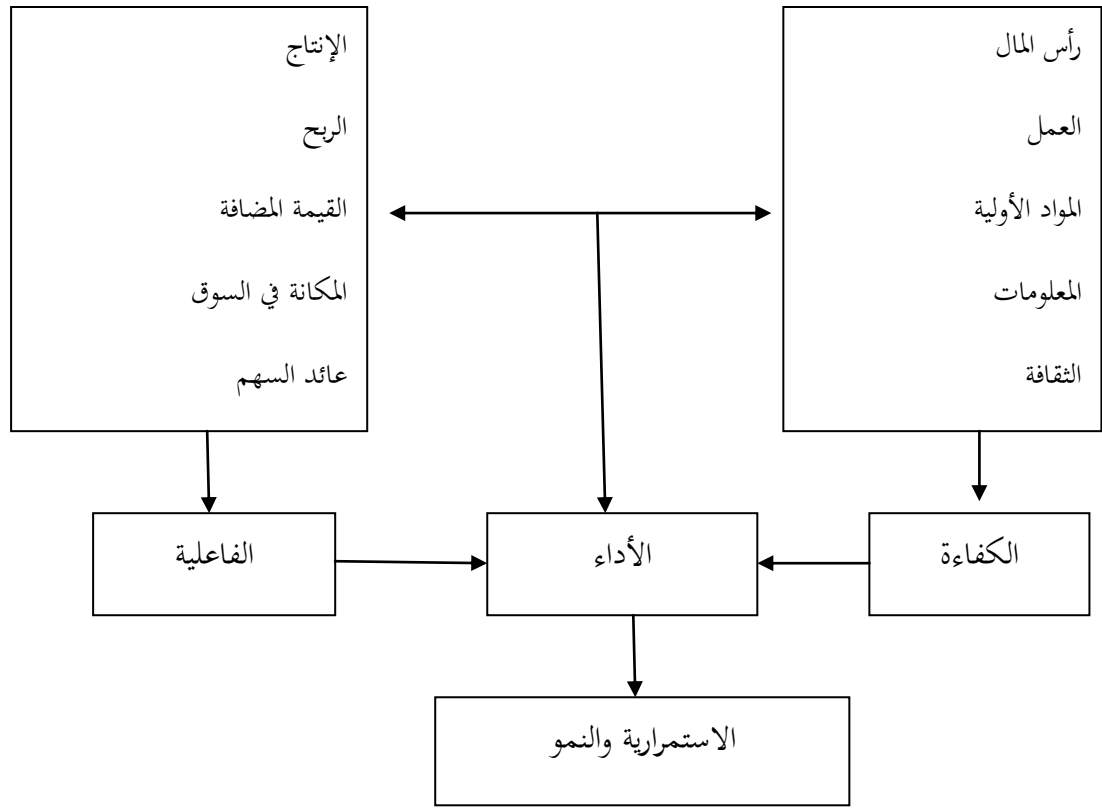 رأس المال
العمل
المواد الأولية
المعلومات
الثقافة
الإنتاج
الربح
القيمة المضافة
المكانة في السوق
عائد السهم
الكفاءة
الأداء
الفاعلية
الاستمرارية والنمو